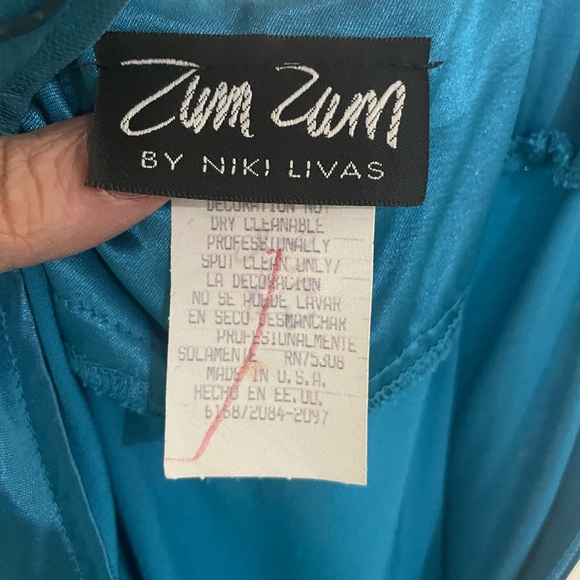 Zum Zum
BY NIKI LIVAS
DECORATION NOT
DRY CLEANABLE
PROFESSIONALLY
SPOT CLEAN ONLY/
LA DECORACION
NO SE PUEDE LAVAR
EN SECO DESMANCHAR
PROFESIONALMENTE
SOLAMENTE RN75308
MADE IN U.S.A.
HECHO EN EE.UU.
6168/2084-2097